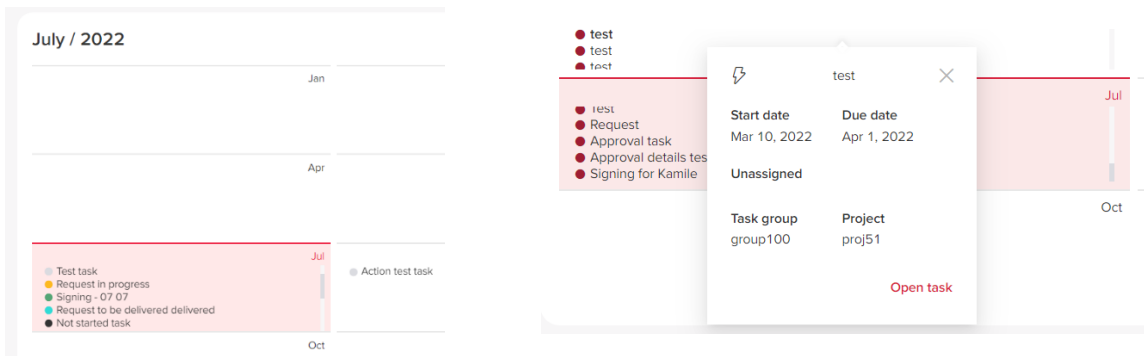 July / 2022
Jan
Apr
Jul
Test task
Request in progress
Signing - 07 07
Request to be delivered delivered
Not started task
Action test task
Oct
test
test
test
Jul
Test
Request
Approval task
Approval details tes
Signing for Kamile
Oct
test
Start date Due date
Mar 10, 2022 Apr 1, 2022
Unassigned
Task group Project
group100 proj51
Open task